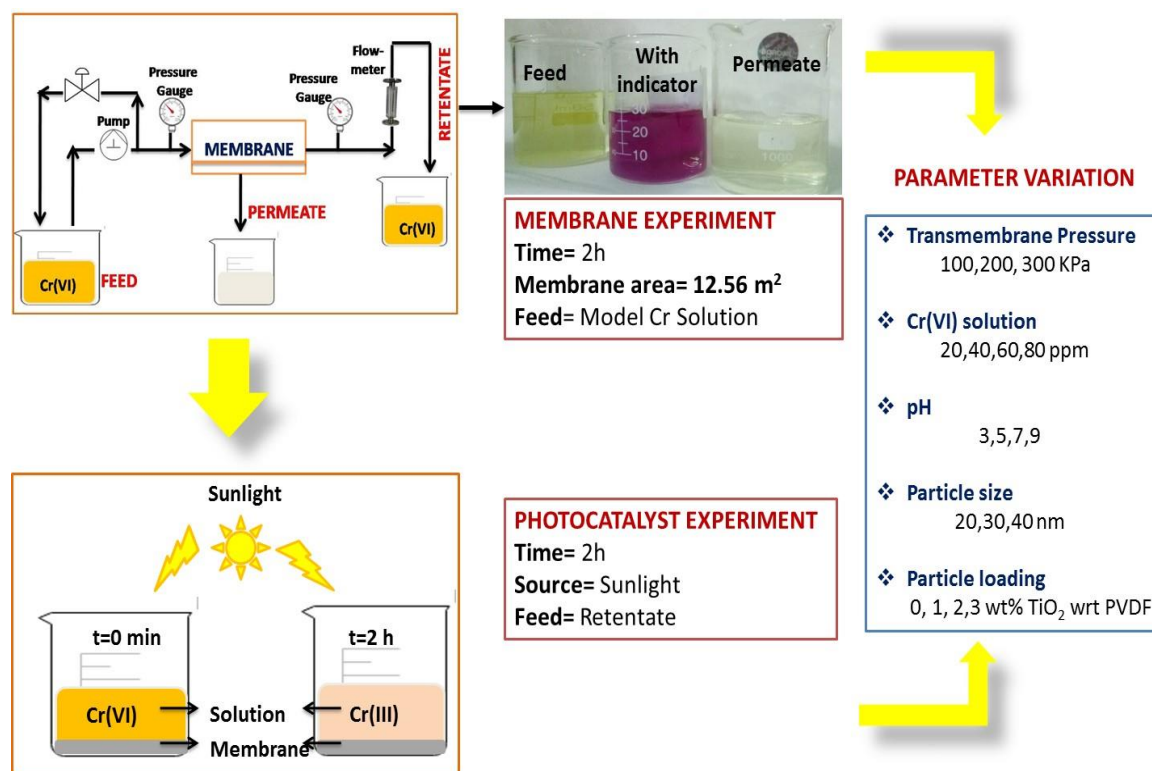 Pressure
Gauge
Pump
MEMBRANE
Pressure
Gauge
Flow-
meter
RETENTATE
Cr(VI)
PERMEATE
Cr(VI)
FEED
Feed
With
indicator
Permeate
30
20
10
1000
MEMBRANE EXPERIMENT
Time= 2h
Membrane area= 12.56 m²
Feed= Model Cr Solution
PARAMETER VARIATION
❖ Transmembrane Pressure
100,200, 300 KPa
❖ Cr(VI) solution
20,40,60,80 ppm
❖ pH
3,5,7,9
❖ Particle size
20,30,40 nm
❖ Particle loading
0, 1, 2,3 wt% TiO₂ wrt PVDF
Sunlight
t=0 min
t=2 h
Cr(VI)
Solution
Cr(III)
Membrane
PHOTOCATALYST EXPERIMENT
Time= 2h
Source= Sunlight
Feed= Retentate